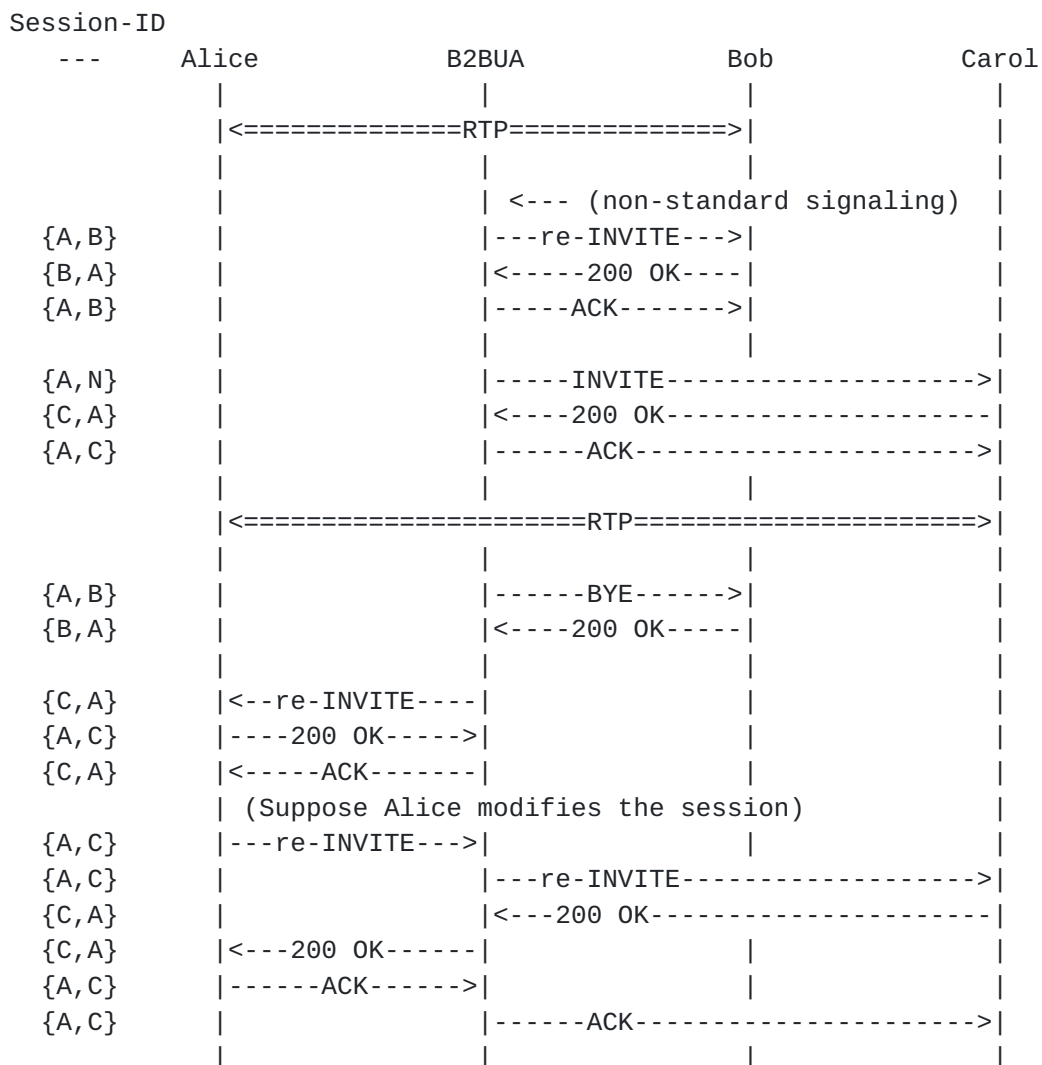 Session-ID
   ---     Alice            B2BUA             Bob            Carol
             |                |                |               |
             |<==============RTP==============>|               |
             |                |                |               |
             |                | <--- (non-standard signaling)  |
  {A,B}      |                |---re-INVITE--->|               |
  {B,A}      |                |<-----200 OK----|               |
  {A,B}      |                |-----ACK------->|               |
             |                |                |               |
  {A,N}      |                |-----INVITE-------------------->|
  {C,A}      |                |<----200 OK---------------------|
  {A,C}      |                |------ACK---------------------->|
             |                |                |               |
             |<======================RTP======================>|
             |                |                |               |
  {A,B}      |                |------BYE------>|               |
  {B,A}      |                |<----200 OK-----|               |
             |                |                |               |
  {C,A}      |<--re-INVITE----|                |               |
  {A,C}      |----200 OK----->|                |               |
  {C,A}      |<-----ACK-------|                |               |
             | (Suppose Alice modifies the session)            |
  {A,C}      |---re-INVITE--->|                |               |
  {A,C}      |                |---re-INVITE------------------->|
  {C,A}      |                |<---200 OK----------------------|
  {C,A}      |<---200 OK------|                |               |
  {A,C}      |------ACK------>|                |               |
  {A,C}      |                |------ACK---------------------->|
             |                |                |               |